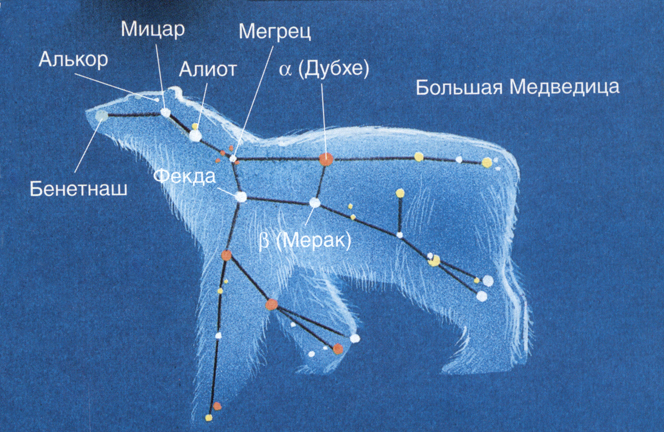 Мицар
Мегрец
Алькор
Алиот
α (Дубхе)
Большая Медведица
Бенетнаш
Фекда
β (Мерак)